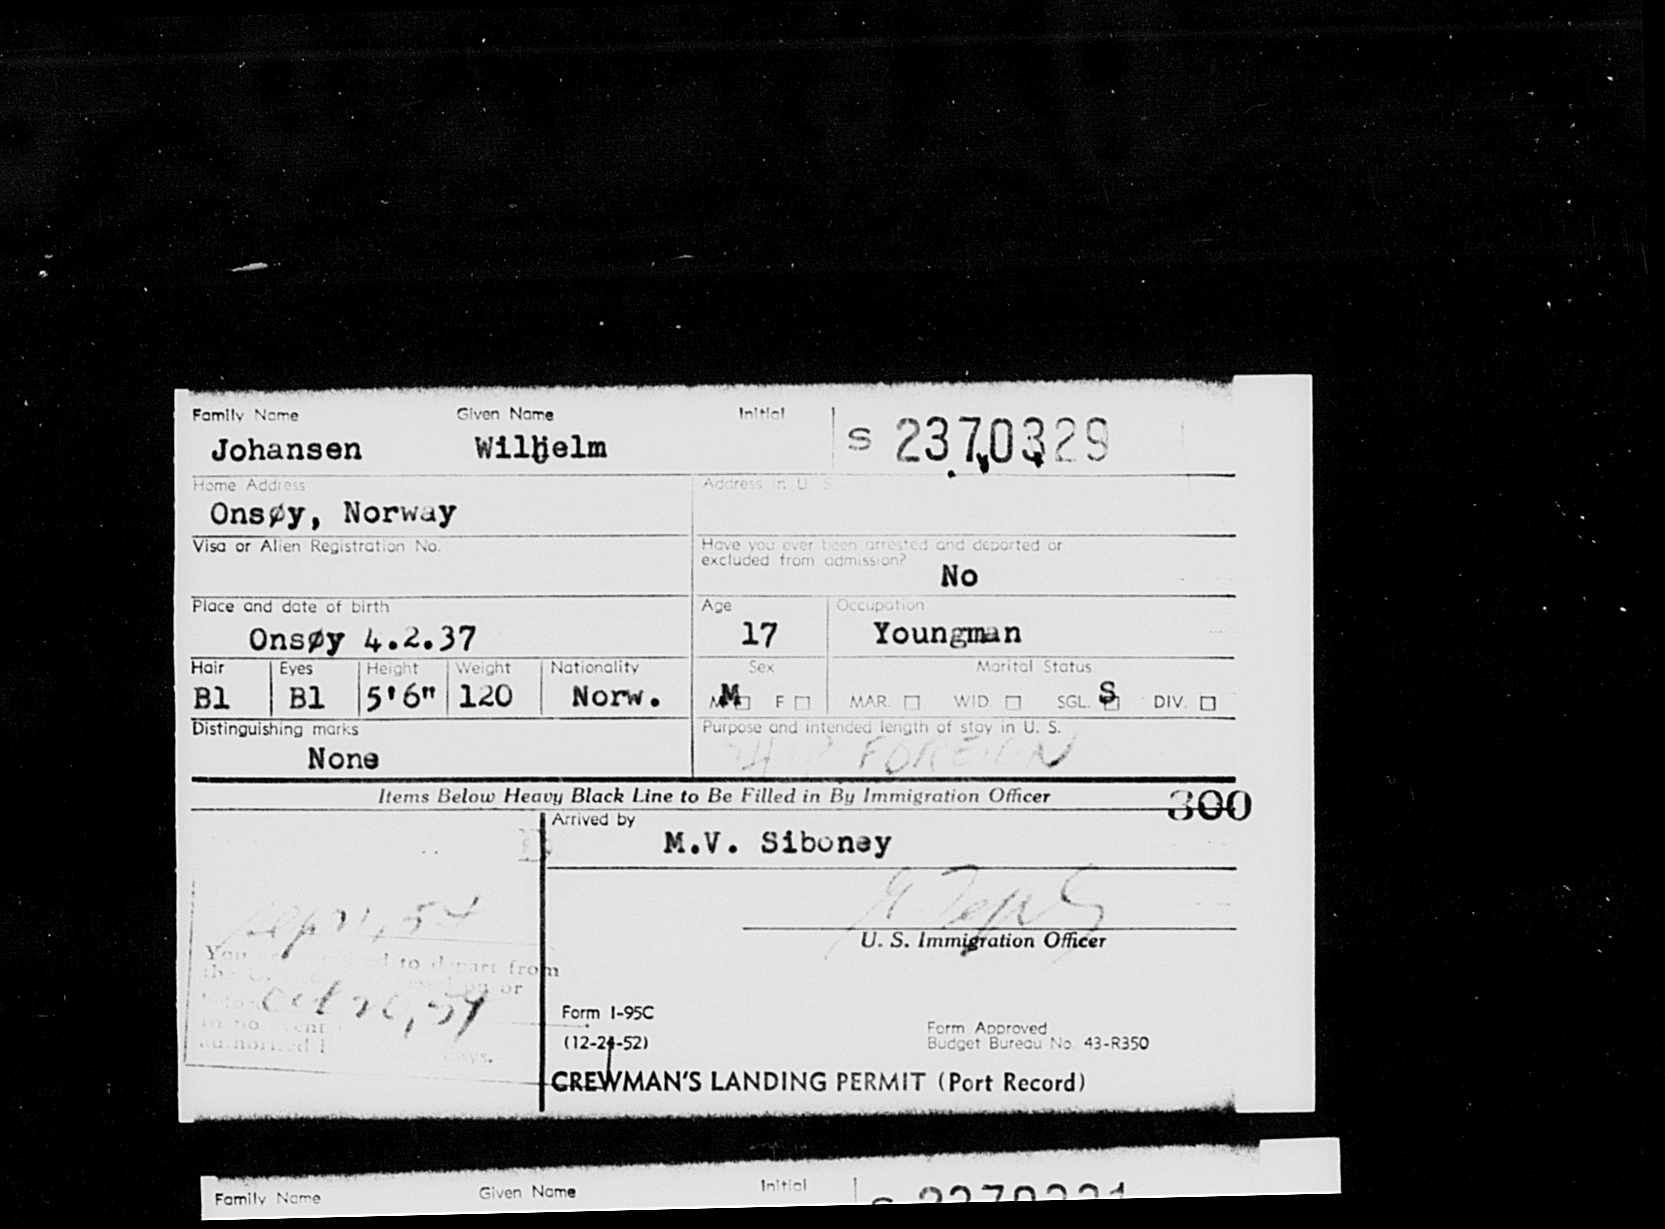 Family Name Given Name Initial
Johansen Wilhelm S 2370329
Home Address Address in U. S.
Onsøy, Norway
Visa or Alien Registration No. Have you ever been arrested and deported or
excluded from admission?
No
Place and date of birth Age Occupation
Onsøy 4.2.37 17 Youngman
Hair Eyes Height Weight Nationality Sex Marital Status
Bl Bl 5'6" 120 Norw. M M F MAR. WID. SGL. S DIV.
Distinguishing marks Purpose and intended length of stay in U. S.
None FOREIGN
Items Below Heavy Black Line to Be Filled in By Immigration Officer 300
Arrived by
M.V. Siboney
U. S. Immigration Officer
to depart from
or
Oct 26, 54
days.
Form I-95C
(12-24-52)
Form Approved
Budget Bureau No. 43-R350
CREWMAN'S LANDING PERMIT (Port Record)
Family Name Given Name Initial